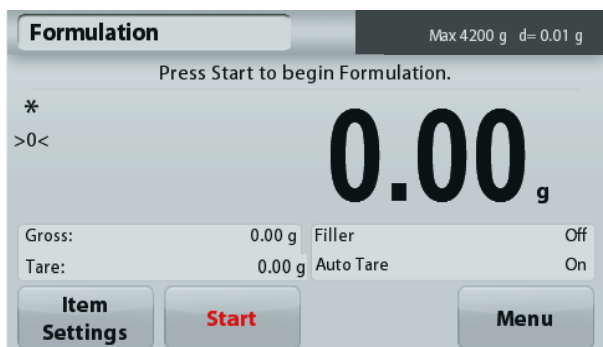 Formulation
Max 4200 g d= 0.01 g
Press Start to begin Formulation.
*
>0<
0.00 g
Gross: 0.00 g Filler Off
Tare: 0.00 g Auto Tare On
Item Settings
Start
Menu